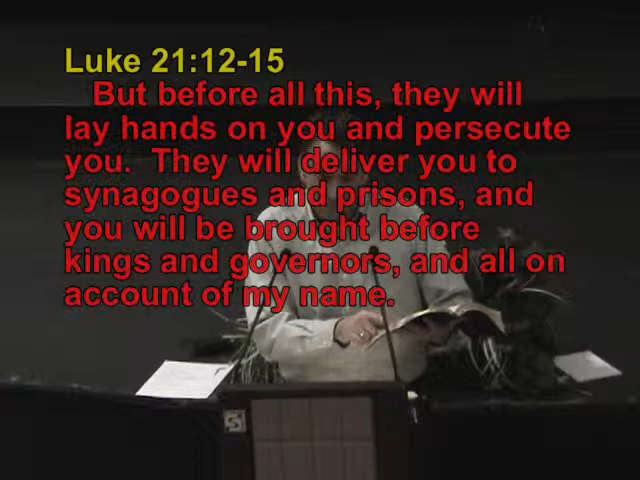 Luke 21:12-15
But before all this, they will
lay hands on you and persecute
you. They will deliver you to
synagogues and prisons, and
you will be brought before
kings and governors, and all on
account of my name.